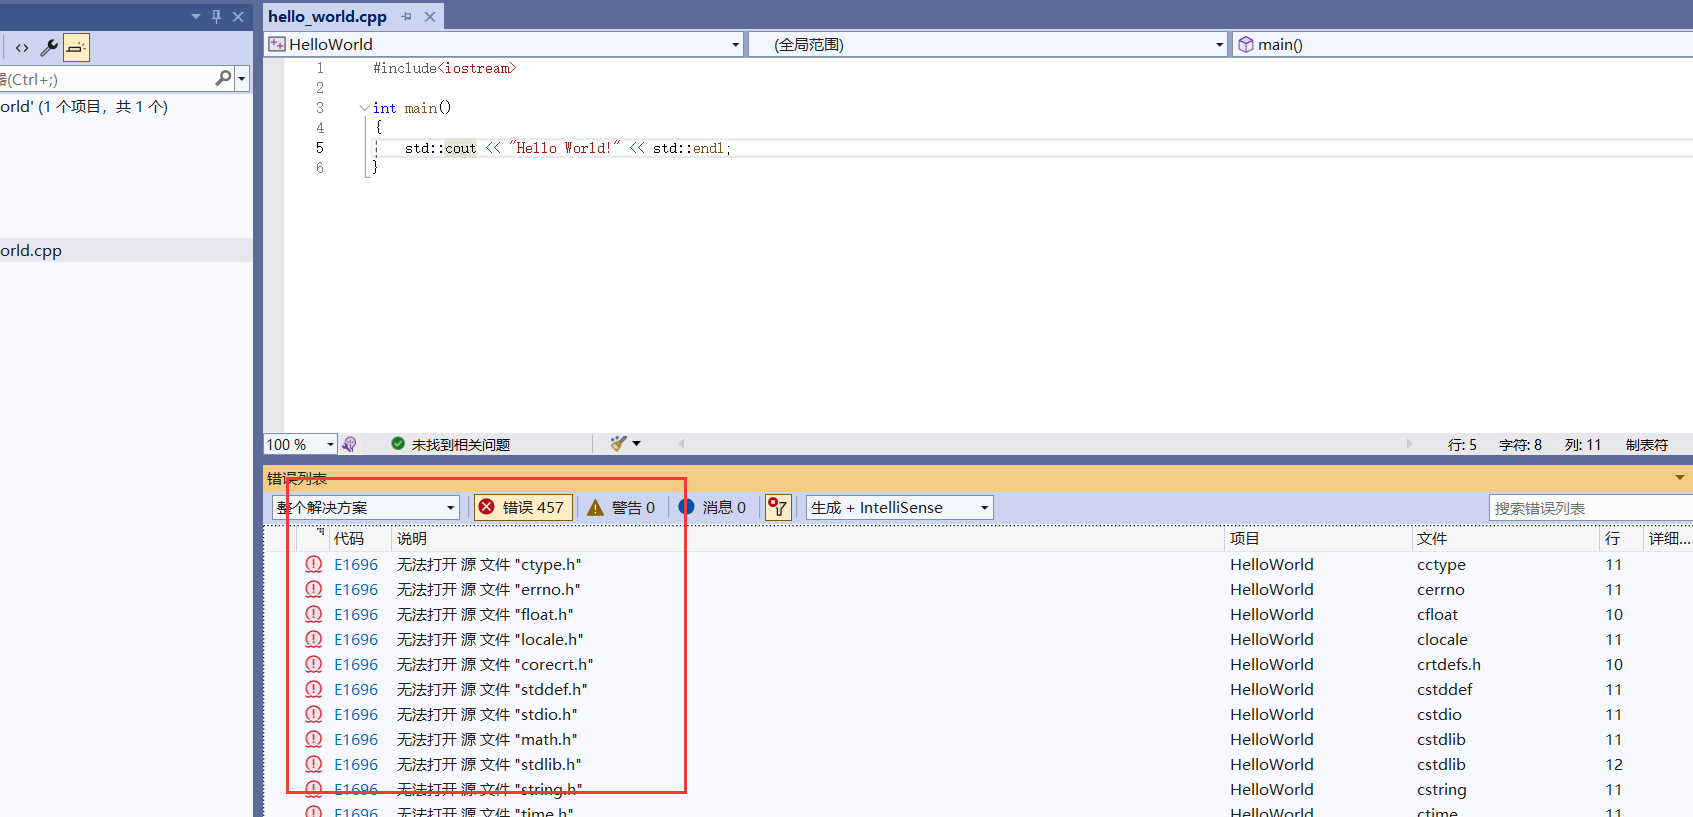 hello_world.cpp
HelloWorld
(全局范围)
main()
器(Ctrl+;)
orld' (1 个项目，共 1 个)
orld.cpp
1 #include<iostream>
2
3 int main()
4 {
5 std::cout << "Hello World!" << std::endl;
6 }
100 % 未找到相关问题 行: 5 字符: 8 列: 11 制表符
错误列表
整个解决方案 错误 457 警告 0 消息 0 生成 + IntelliSense 搜索错误列表
代码 说明 项目 文件 行 详细...
E1696 无法打开 源 文件 "ctype.h" HelloWorld cctype 11
E1696 无法打开 源 文件 "errno.h" HelloWorld cerrno 11
E1696 无法打开 源 文件 "float.h" HelloWorld cfloat 10
E1696 无法打开 源 文件 "locale.h" HelloWorld clocale 11
E1696 无法打开 源 文件 "corecrt.h" HelloWorld crtdefs.h 10
E1696 无法打开 源 文件 "stddef.h" HelloWorld cstddef 11
E1696 无法打开 源 文件 "stdio.h" HelloWorld cstdio 11
E1696 无法打开 源 文件 "math.h" HelloWorld cstdlib 11
E1696 无法打开 源 文件 "stdlib.h" HelloWorld cstdlib 12
E1696 无法打开 源 文件 "string.h" HelloWorld cstring 11
E1696 无法打开 源 文件 "time.h" HelloWorld ctime 11